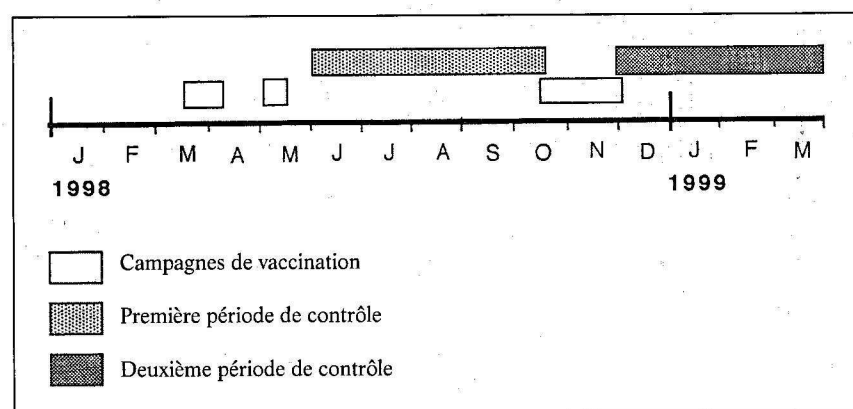 J F M A M J J A S O N D J F M
1998 1999
Campagnes de vaccination
Première période de contrôle
Deuxième période de contrôle